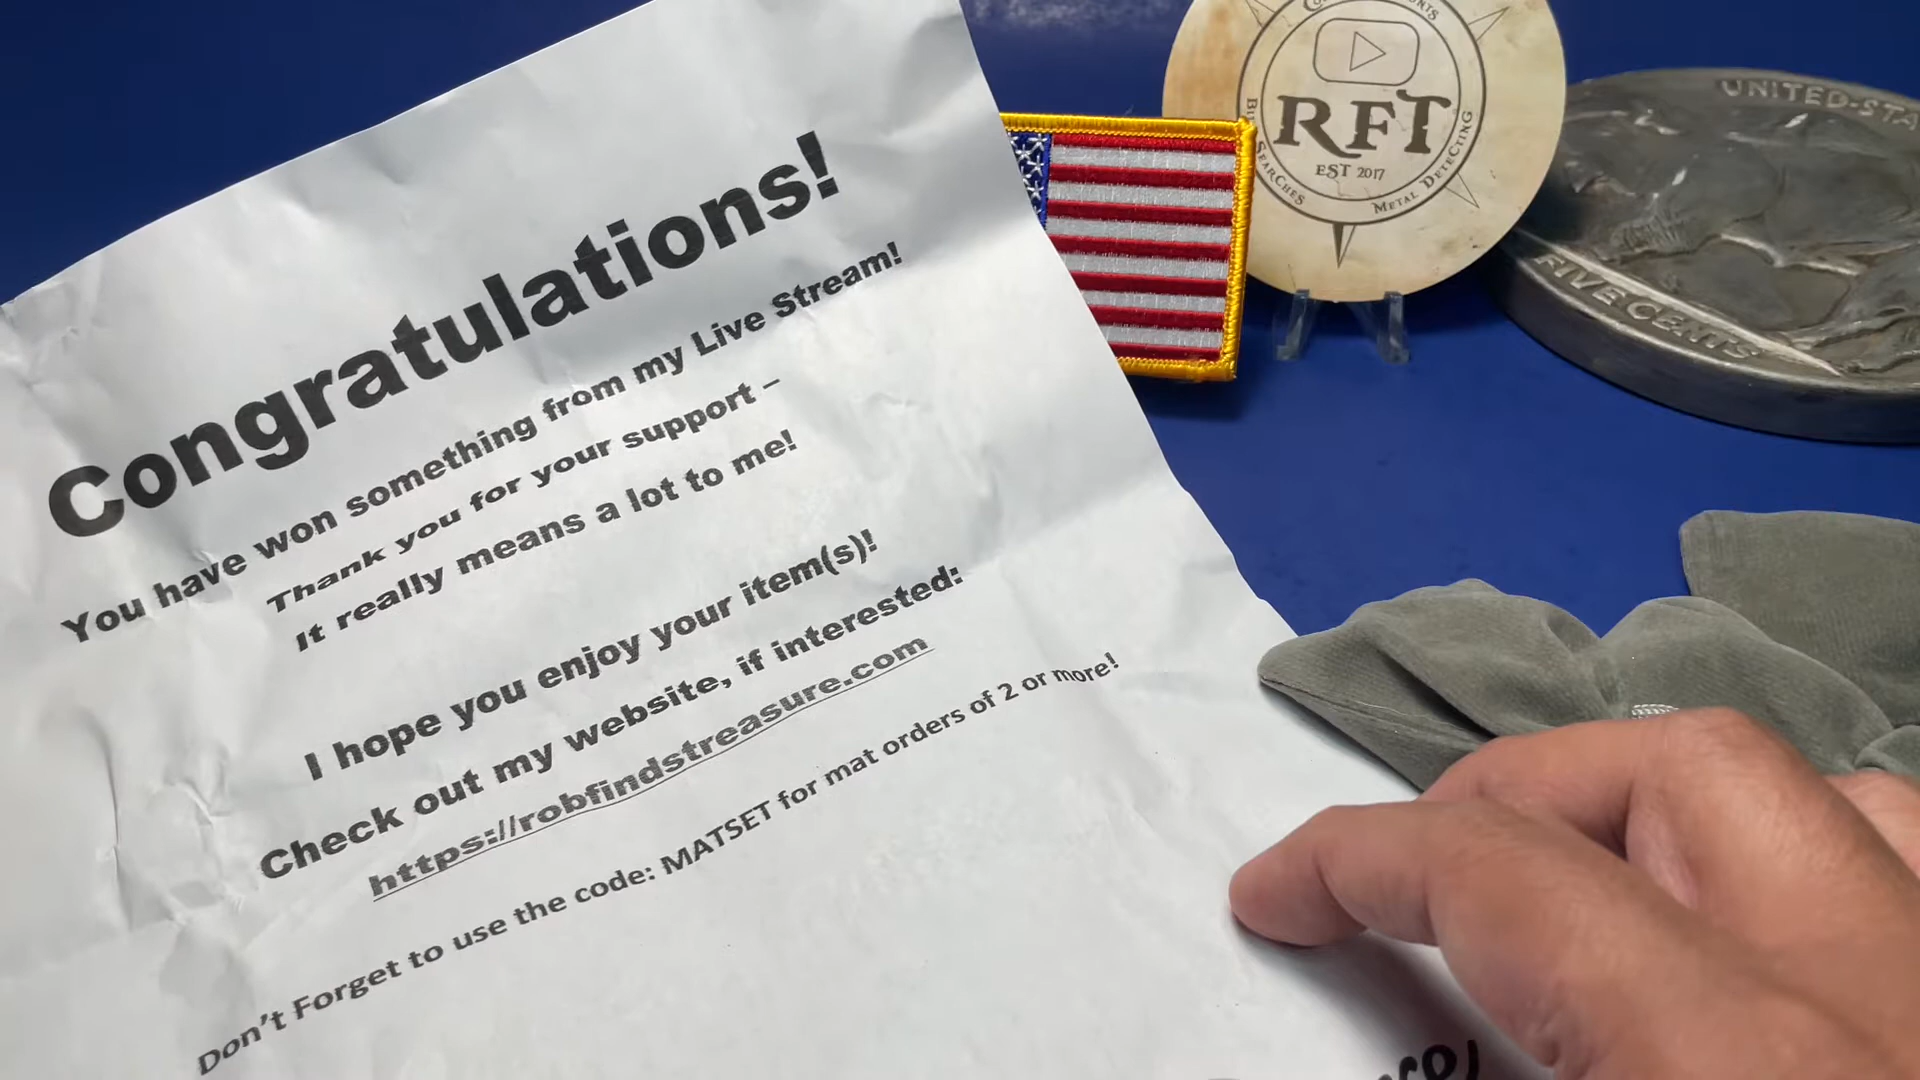 Congratulations!
You have won something from my Live Stream!
Thank you for your support –
It really means a lot to me!
I hope you enjoy your item(s)!
Check out my website, if interested:
https://robfindstreasure.com
Don't Forget to use the code: MATSET for mat orders of 2 or more!
RFT
EST 2017
Searches
Metal Detecting
UNITED·STA
FIVE CENTS